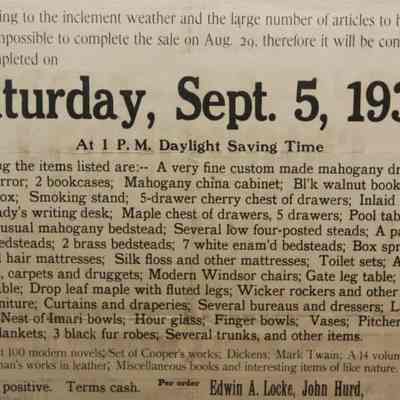 ing to the inclement weather and the large number of articles to b
mpossible to complete the sale on Aug. 29, therefore it will be con
mpleted on
aturday, Sept. 5, 193
At 1 P. M. Daylight Saving Time
ng the items listed are:-- A very fine custom made mahogany dr
irror; 2 bookcases; Mahogany china cabinet; Bl'k walnut book
ox; Smoking stand; 5-drawer cherry chest of drawers; Inlaid
ady's writing desk; Maple chest of drawers, 5 drawers; Pool tab
usual mahogany bedstead; Several low four-posted steads; A pa
edsteads; 2 brass bedsteads; 7 white enam'd bedsteads; Box spr
d hair mattresses; Silk floss and other mattresses; Toilet sets; A
, carpets and druggets; Modern Windsor chairs; Gate leg table;
able; Drop leaf maple with fluted legs; Wicker rockers and other
niture; Curtains and draperies; Several bureaus and dressers; L
Nest of Imari bowls; Hour glass; Finger bowls; Vases; Pitcher
lankets; 3 black fur robes; Several trunks, and other items.
t 100 modern novels; Set of Cooper's works; Dickens; Mark Twain; A 14 volum
man's works in leather; Miscellaneous books and interesting items of like nature.
positive. Terms cash. Per order Edwin A. Locke, John Hurd,